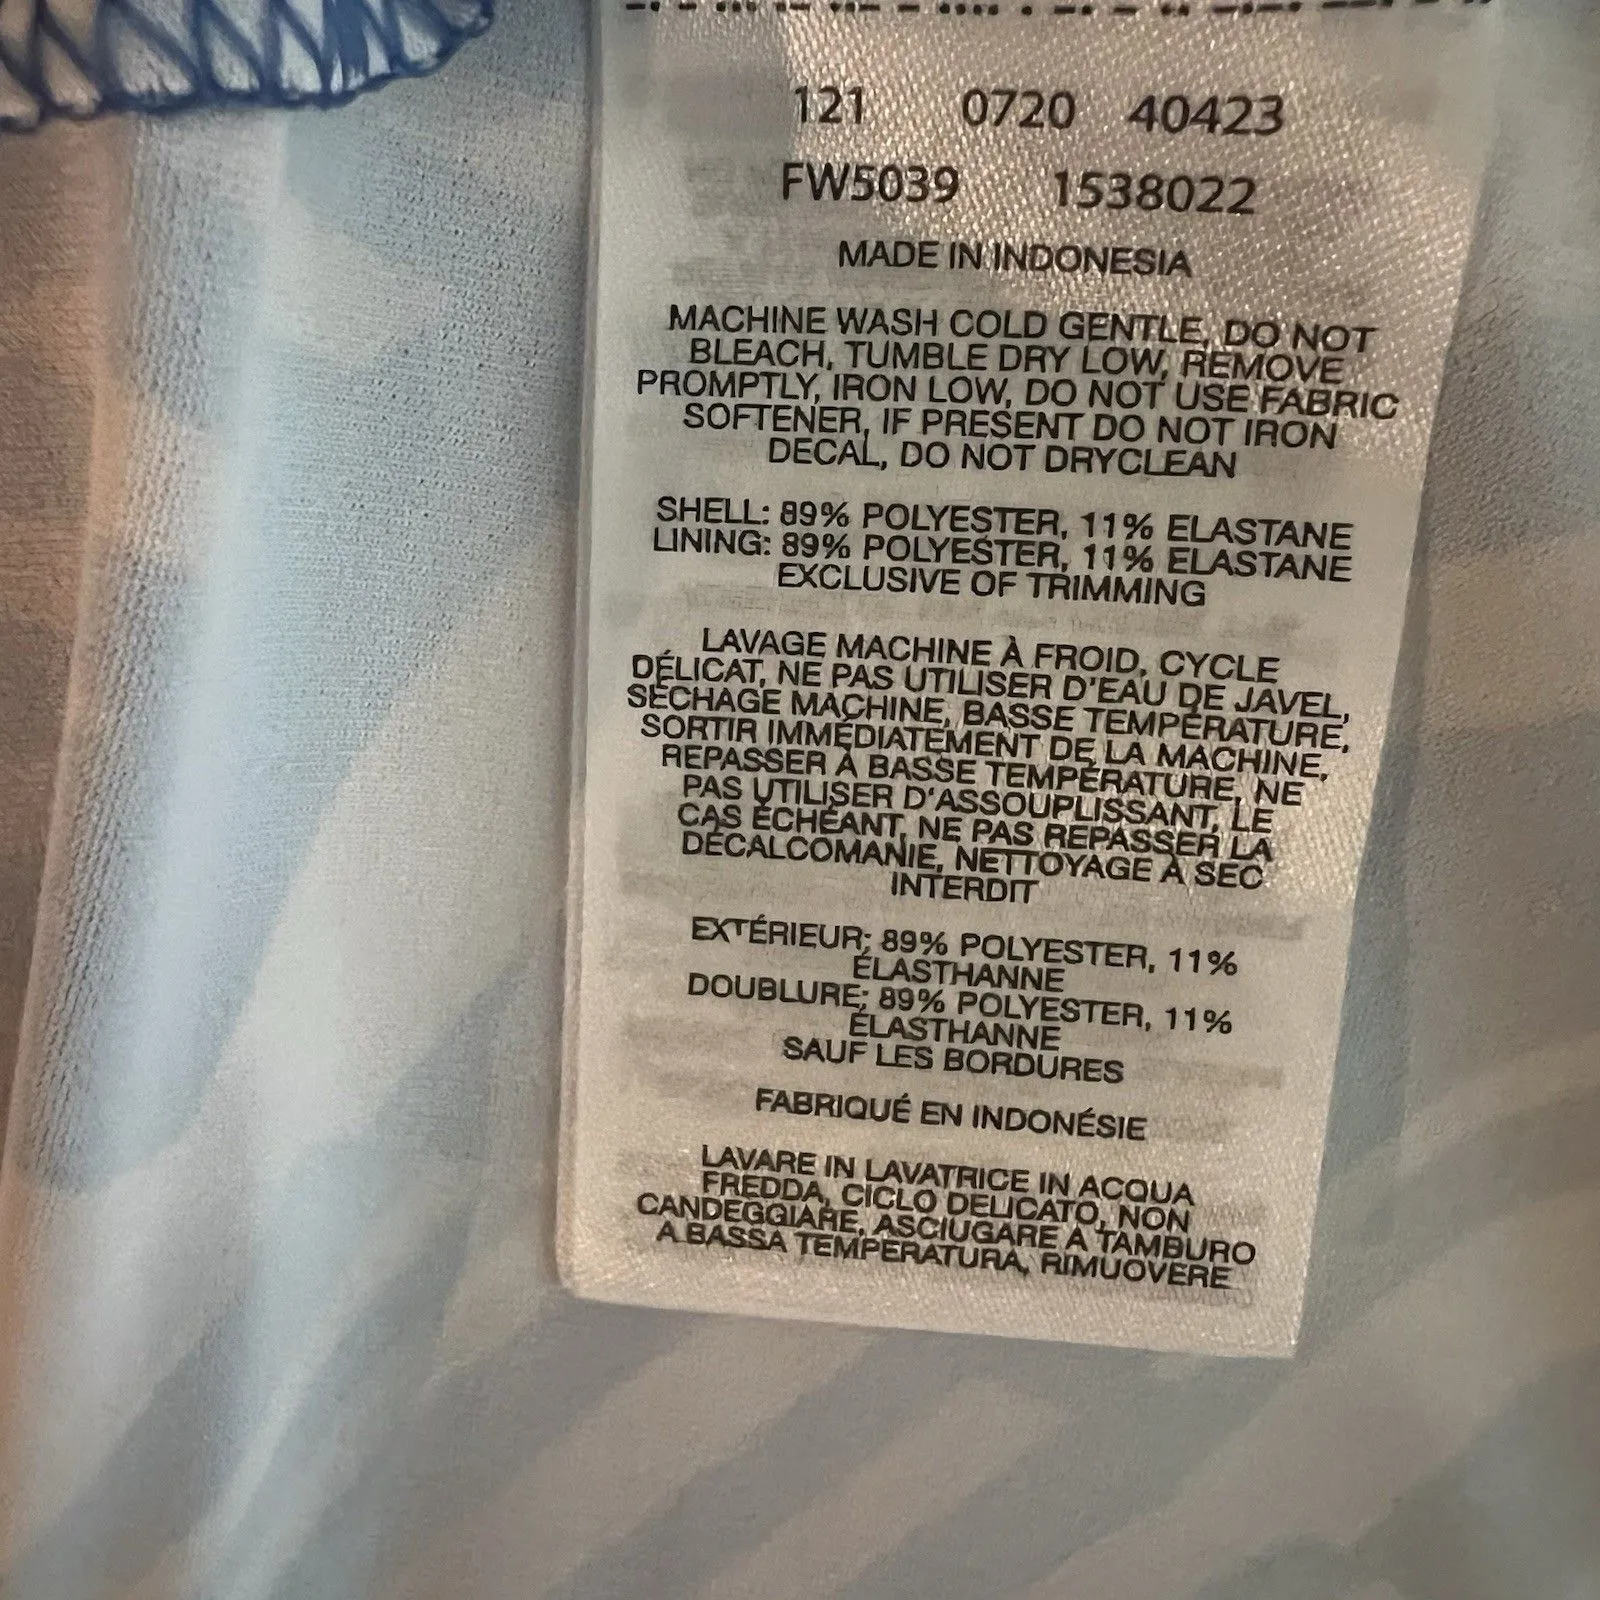 121 0720 40423
FW5039 1538022
MADE IN INDONESIA
MACHINE WASH COLD GENTLE, DO NOT
BLEACH, TUMBLE DRY LOW, REMOVE
PROMPTLY, IRON LOW, DO NOT USE FABRIC
SOFTENER, IF PRESENT DO NOT IRON
DECAL, DO NOT DRYCLEAN
SHELL: 89% POLYESTER, 11% ELASTANE
LINING: 89% POLYESTER, 11% ELASTANE
EXCLUSIVE OF TRIMMING
LAVAGE MACHINE À FROID, CYCLE
DÉLICAT, NE PAS UTILISER D'EAU DE JAVEL,
SÉCHAGE MACHINE, BASSE TEMPÉRATURE,
SORTIR IMMÉDIATEMENT DE LA MACHINE,
REPASSER À BASSE TEMPÉRATURE, NE
PAS UTILISER D'ASSOUPLISSANT, LE
CAS ÉCHÉANT, NE PAS REPASSER LA
DÉCALCOMANIE, NETTOYAGE À SEC
INTERDIT
EXTÉRIEUR; 89% POLYESTER, 11%
ÉLASTHANNE
DOUBLURE; 89% POLYESTER, 11%
ÉLASTHANNE
SAUF LES BORDURES
FABRIQUÉ EN INDONÉSIE
LAVARE IN LAVATRICE IN ACQUA
FREDDA, CICLO DELICATO, NON
CANDEGGIARE, ASCIUGARE A TAMBURO
A BASSA TEMPERATURA, RIMUOVERE